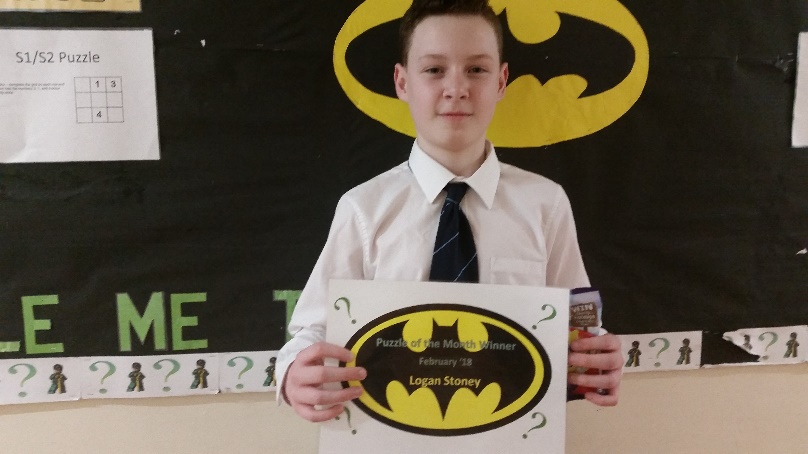 S1/S2 Puzzle
1 3
4
LE ME T
Puzzle of the Month Winner
February '18
Logan Stoney
? ? ? ?
? ? ? ? ?